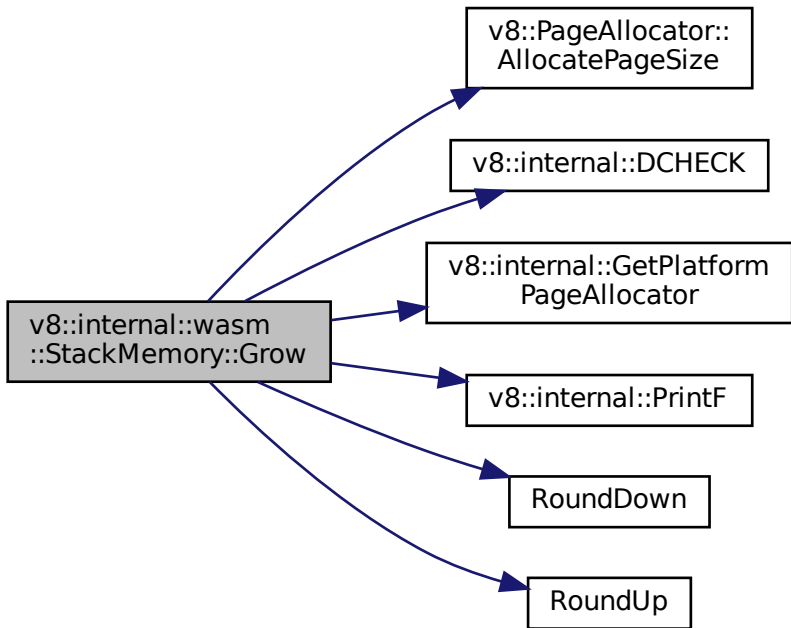 v8::PageAllocator::
AllocatePageSize
v8::internal::DCHECK
v8::internal::GetPlatform
PageAllocator
v8::internal::wasm
::StackMemory::Grow
v8::internal::PrintF
RoundDown
RoundUp